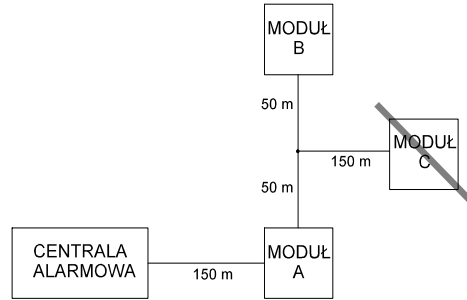 MODUŁ
B
50 m
MODUŁ
C
150 m
50 m
CENTRALA
ALARMOWA
150 m
MODUŁ
A